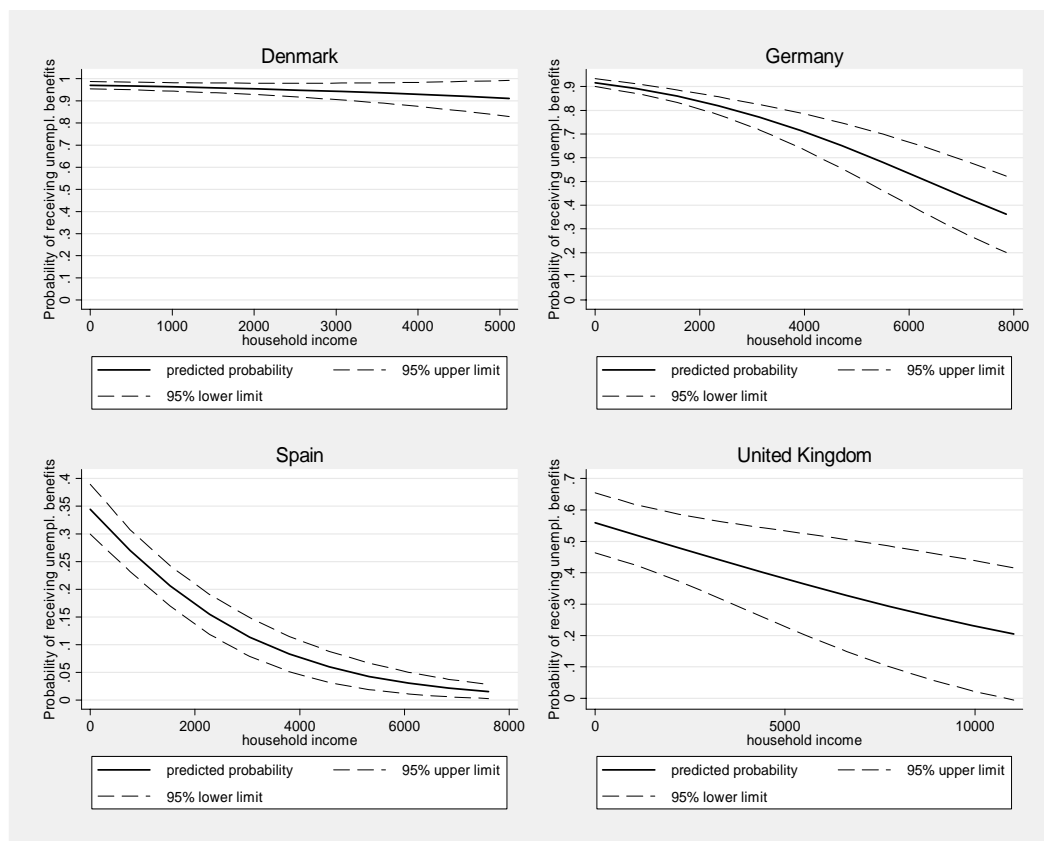 Denmark
Probability of receiving unempl. benefits
0 .1 .2 .3 .4 .5 .6 .7 .8 .9 1
0 1000 2000 3000 4000 5000
household income
predicted probability 95% upper limit
95% lower limit
Germany
Probability of receiving unempl. benefits
0 .1 .2 .3 .4 .5 .6 .7 .8 .9
0 2000 4000 6000 8000
household income
predicted probability 95% upper limit
95% lower limit
Spain
Probability of receiving unempl. benefits
0 .05 .1 .15 .2 .25 .3 .35 .4
0 2000 4000 6000 8000
household income
predicted probability 95% upper limit
95% lower limit
United Kingdom
Probability of receiving unempl. benefits
0 .1 .2 .3 .4 .5 .6 .7
0 5000 10000
household income
predicted probability 95% upper limit
95% lower limit